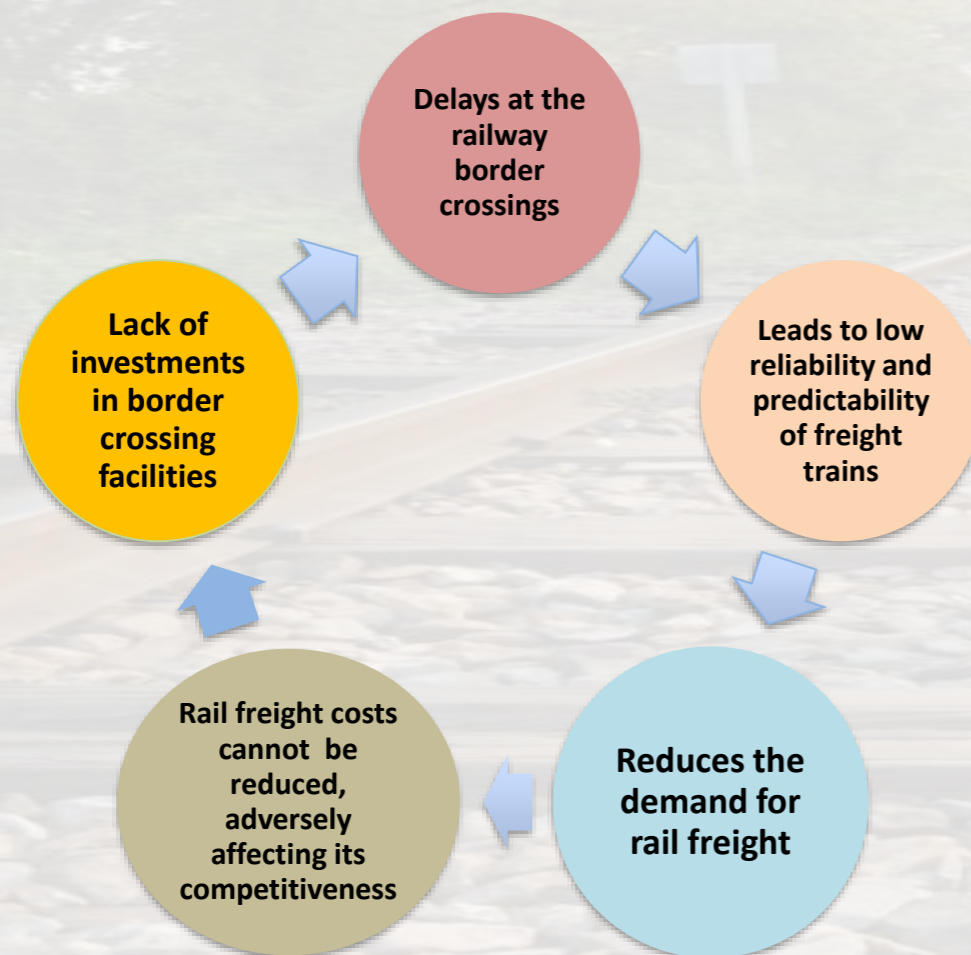 Delays at the
railway
border
crossings
Leads to low
reliability and
predictability
of freight
trains
Reduces the
demand for
rail freight
Rail freight costs
cannot be
reduced,
adversely
affecting its
competitiveness
Lack of
investments
in border
crossing
facilities